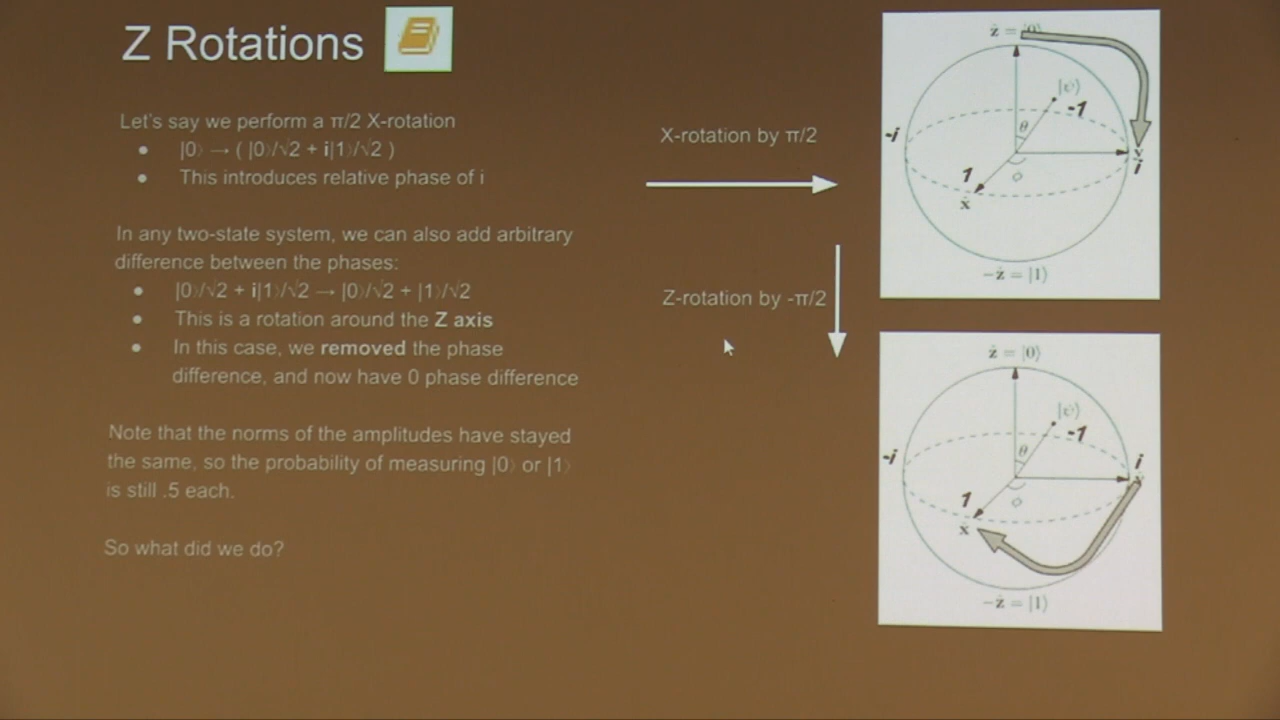 Z Rotations
Let's say we perform a π/2 X-rotation
● |0⟩ → ( |0⟩/√2 + i|1⟩/√2 )
● This introduces relative phase of i
In any two-state system, we can also add arbitrary
difference between the phases:
● |0⟩/√2 + i|1⟩/√2 → |0⟩/√2 + |1⟩/√2
● This is a rotation around the Z axis
● In this case, we removed the phase
difference, and now have 0 phase difference
Note that the norms of the amplitudes have stayed
the same, so the probability of measuring |0⟩ or |1⟩
is still .5 each.
So what did we do?
X-rotation by π/2
Z-rotation by -π/2
ẑ = |0⟩
|ψ⟩
-1
-i
θ
ŷ
i
1
ϕ
x̂
−ẑ = |1⟩
ẑ = |0⟩
|ψ⟩
-1
-i
θ
i
1
ϕ
x̂
−ẑ = |1⟩